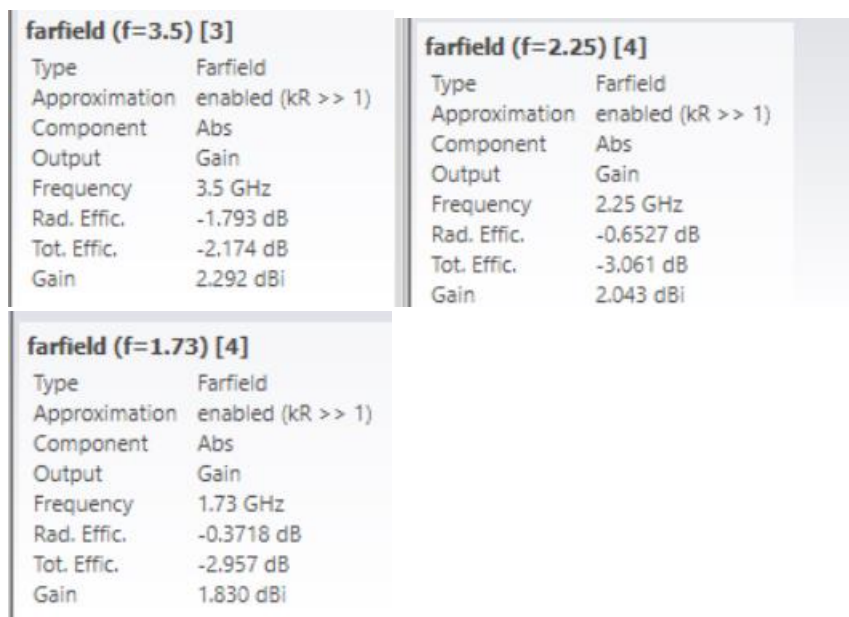 farfield (f=3.5) [3]
Type Farfield
Approximation enabled (kR >> 1)
Component Abs
Output Gain
Frequency 3.5 GHz
Rad. Effic. -1.793 dB
Tot. Effic. -2.174 dB
Gain 2.292 dBi
farfield (f=2.25) [4]
Type Farfield
Approximation enabled (kR >> 1)
Component Abs
Output Gain
Frequency 2.25 GHz
Rad. Effic. -0.6527 dB
Tot. Effic. -3.061 dB
Gain 2.043 dBi
farfield (f=1.73) [4]
Type Farfield
Approximation enabled (kR >> 1)
Component Abs
Output Gain
Frequency 1.73 GHz
Rad. Effic. -0.3718 dB
Tot. Effic. -2.957 dB
Gain 1.830 dBi